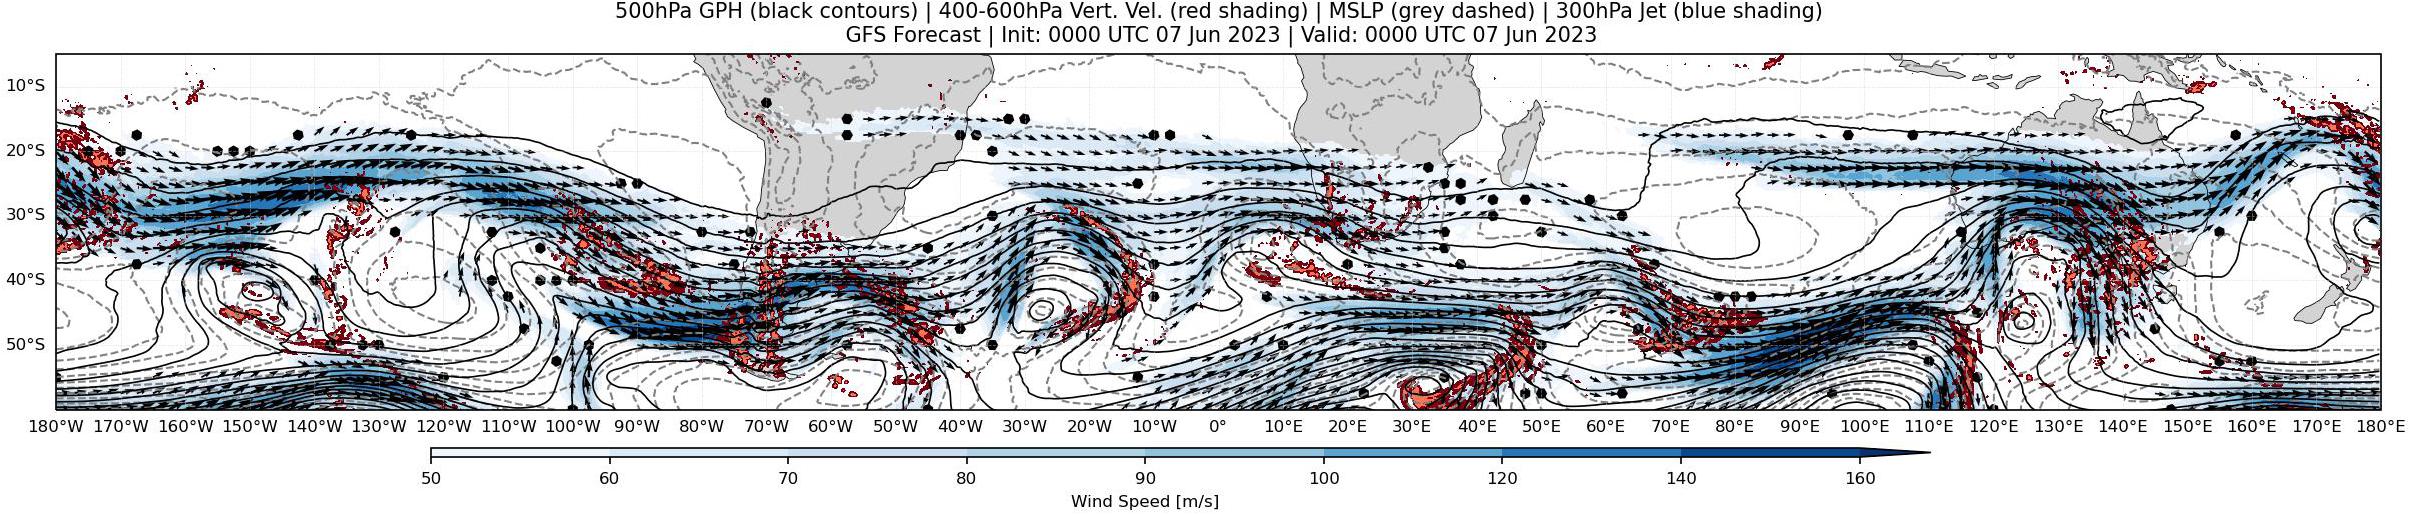 500hPa GPH (black contours) | 400-600hPa Vert. Vel. (red shading) | MSLP (grey dashed) | 300hPa Jet (blue shading)
GFS Forecast | Init: 0000 UTC 07 Jun 2023 | Valid: 0000 UTC 07 Jun 2023
10°S
20°S
30°S
40°S
50°S
180°W 170°W 160°W 150°W 140°W 130°W 120°W 110°W 100°W 90°W 80°W 70°W 60°W 50°W 40°W 30°W 20°W 10°W 0° 10°E 20°E 30°E 40°E 50°E 60°E 70°E 80°E 90°E 100°E 110°E 120°E 130°E 140°E 150°E 160°E 170°E 180°E
50 60 70 80 90 100 120 140 160
Wind Speed [m/s]